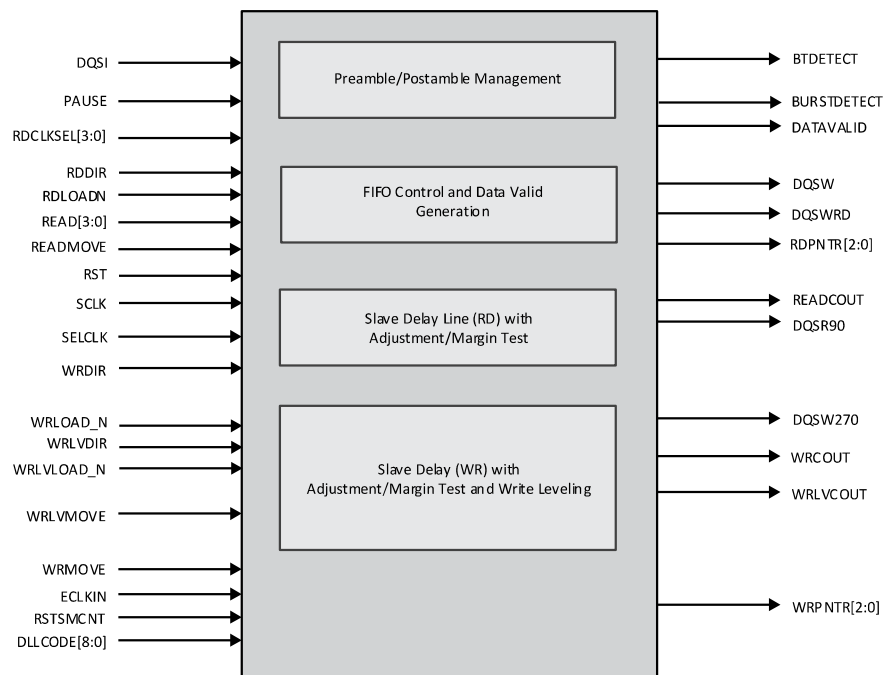 DQSI
PAUSE
RDCLKSEL[3:0]
RDDIR
RDLOADN
READ[3:0]
READMOVE
RST
SCLK
SELCLK
WRDIR
WRLOAD_N
WRLVDIR
WRLVLOAD_N
WRLVMOVE
WRMOVE
ECLKIN
RSTSMCNT
DLLCODE[8:0]
Preamble/Postamble Management
FIFO Control and Data Valid
Generation
Slave Delay Line (RD) with
Adjustment/Margin Test
Slave Delay (WR) with
Adjustment/Margin Test and Write Leveling
BTDETECT
BURSTDETECT
DATAVALID
DQSW
DQSWRD
RDPNTR[2:0]
READCOUT
DQSR90
DQSW270
WRCOUT
WRLVCOUT
WRPNTR[2:0]